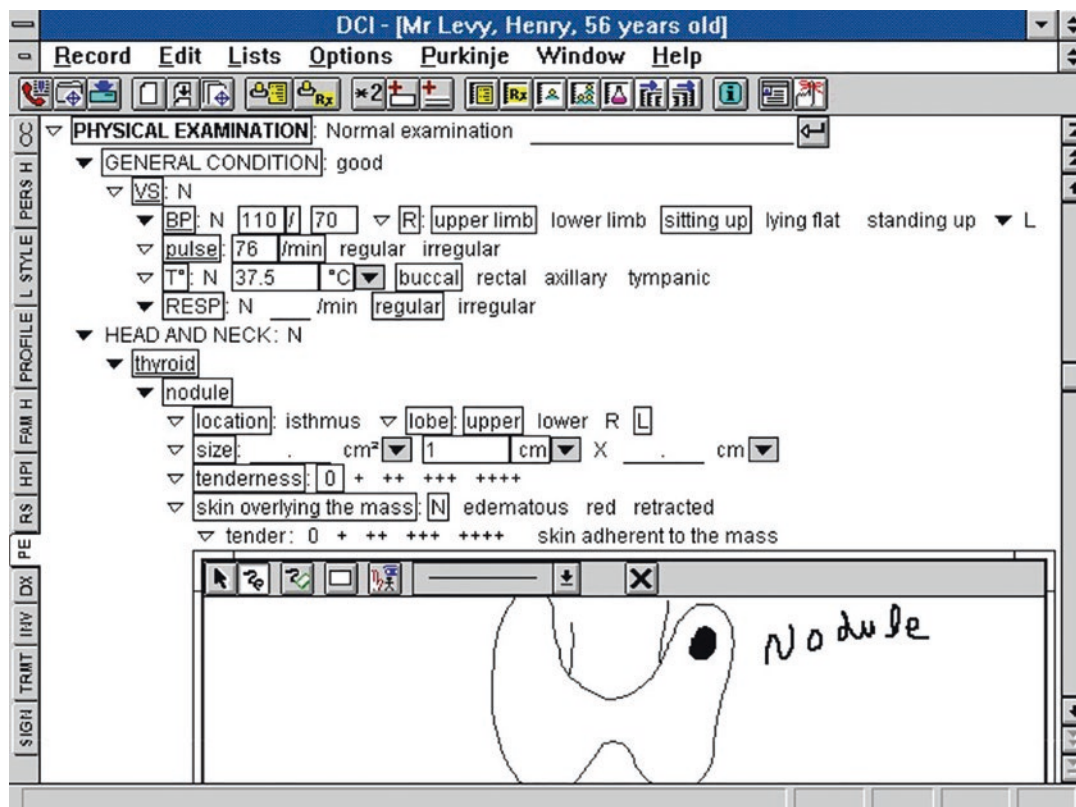 DCI - [Mr Levy, Henry, 56 years old]
Record Edit Lists Options Purkinje Window Help
Rx *2 Rx i
PHYSICAL EXAMINATION: Normal examination
GENERAL CONDITION: good
VS: N
BP: N 110 / 70 R: upper limb lower limb sitting up lying flat standing up L
pulse: 76 /min regular irregular
T°: N 37.5 °C buccal rectal axillary tympanic
RESP: N /min regular irregular
HEAD AND NECK: N
thyroid
nodule
location: isthmus lobe: upper lower R L
size: . cm² 1 cm X . cm
tenderness: 0 + ++ +++ ++++
skin overlying the mass: N edematous red retracted
tender: 0 + ++ +++ ++++ skin adherent to the mass
Nodule
CC
PERS H
L STYLE
PROFILE
FAM H
HPI
RS
PE
DX
INV
TRMT
SIGN